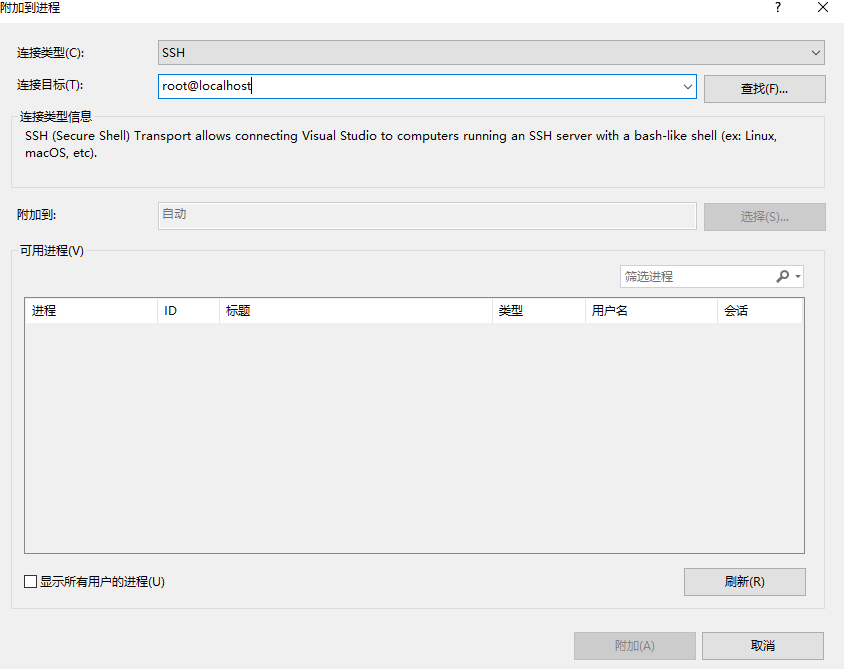 附加到进程
?
连接类型(C): SSH
连接目标(T): root@localhost 查找(F)...
连接类型信息
SSH (Secure Shell) Transport allows connecting Visual Studio to computers running an SSH server with a bash-like shell (ex: Linux,
macOS, etc).
附加到: 自动 选择(S)...
可用进程(V)
筛选进程
进程 ID 标题 类型 用户名 会话
显示所有用户的进程(U) 刷新(R)
附加(A) 取消